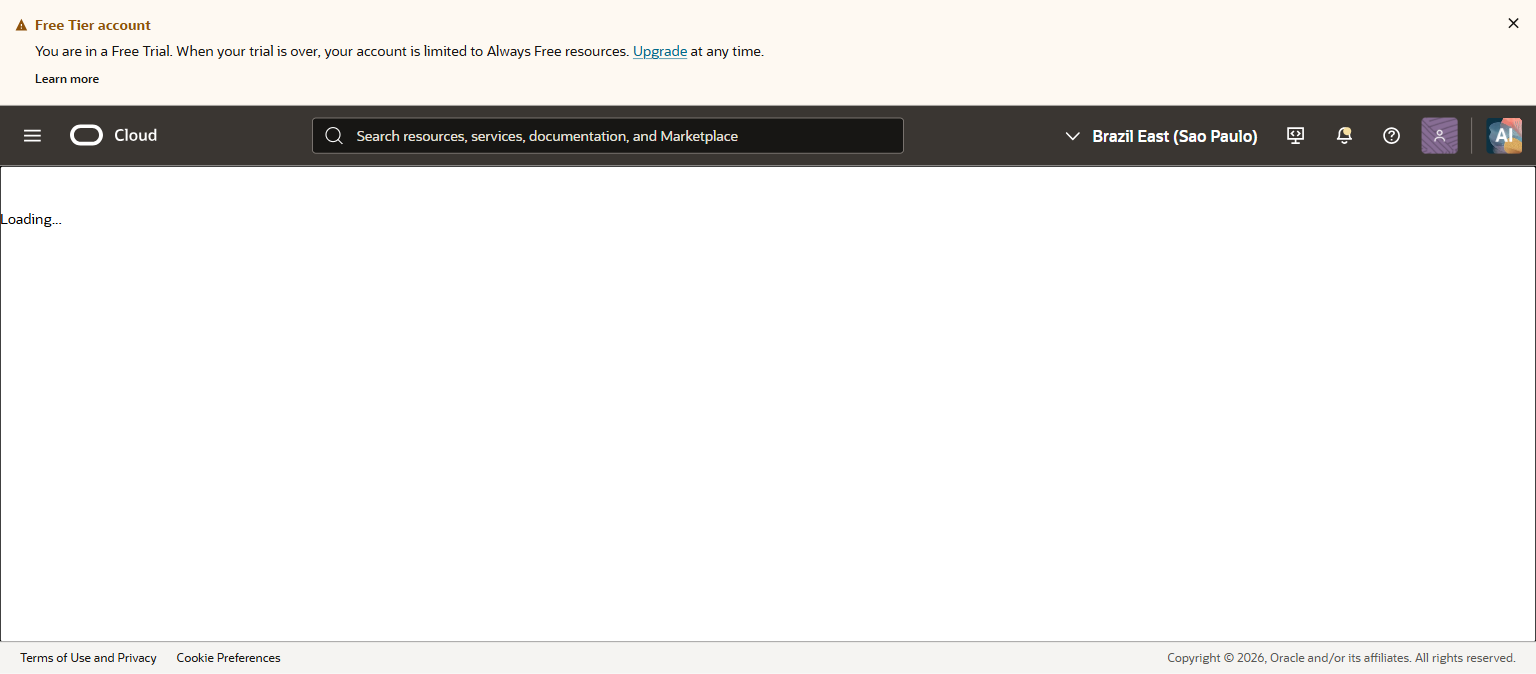 Free Tier account
You are in a Free Trial. When your trial is over, your account is limited to Always Free resources. Upgrade at any time.
Learn more
Cloud
Search resources, services, documentation, and Marketplace
Brazil East (Sao Paulo)
AI
Loading...
Terms of Use and Privacy
Cookie Preferences
Copyright © 2026, Oracle and/or its affiliates. All rights reserved.